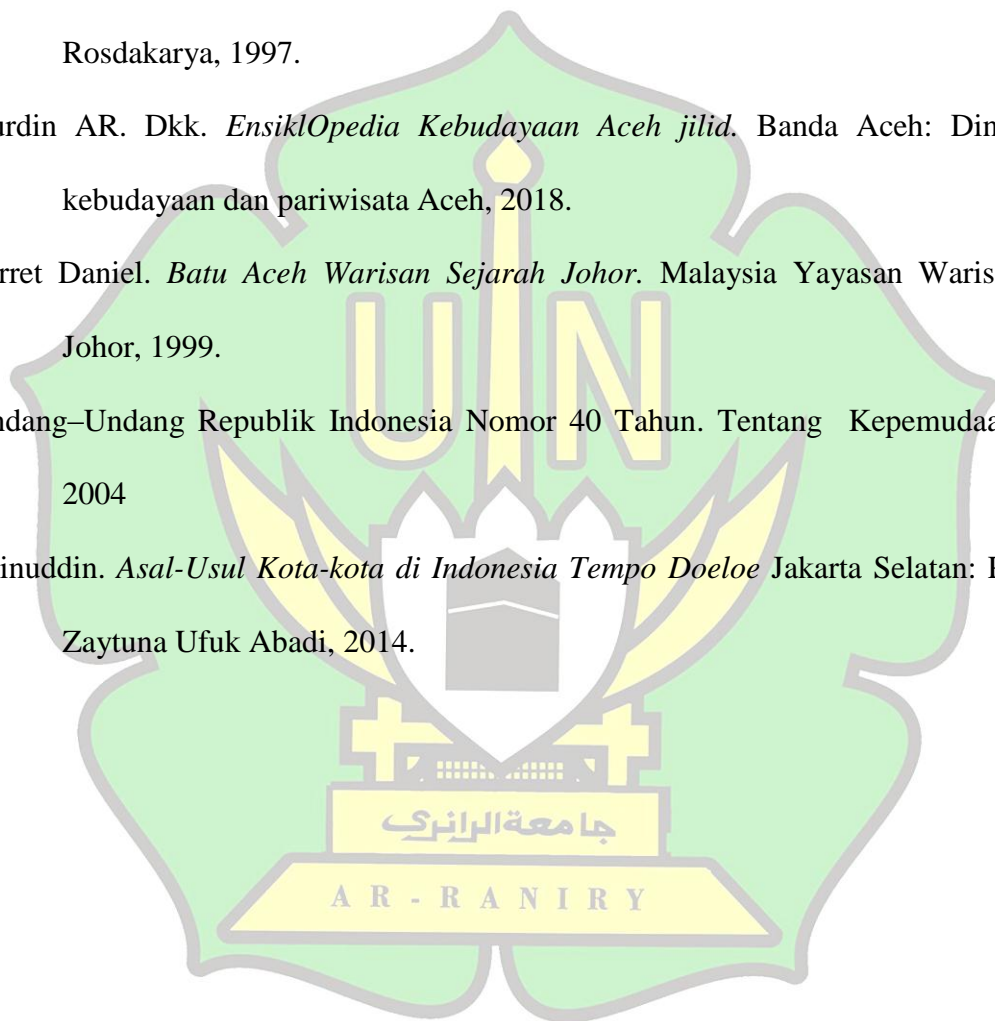 Rosdakarya, 1997.
urdin AR. Dkk. EnsiklOpedia Kebudayaan Aceh jilid. Banda Aceh: Din
kebudayaan dan pariwisata Aceh, 2018.
rret Daniel. Batu Aceh Warisan Sejarah Johor. Malaysia Yayasan Waris
Johor, 1999.
ndang–Undang Republik Indonesia Nomor 40 Tahun. Tentang Kepemudaa
2004
inuddin. Asal-Usul Kota-kota di Indonesia Tempo Doeloe Jakarta Selatan:
Zaytuna Ufuk Abadi, 2014.
UIN
جامعةالرانري
AR-RANIRY